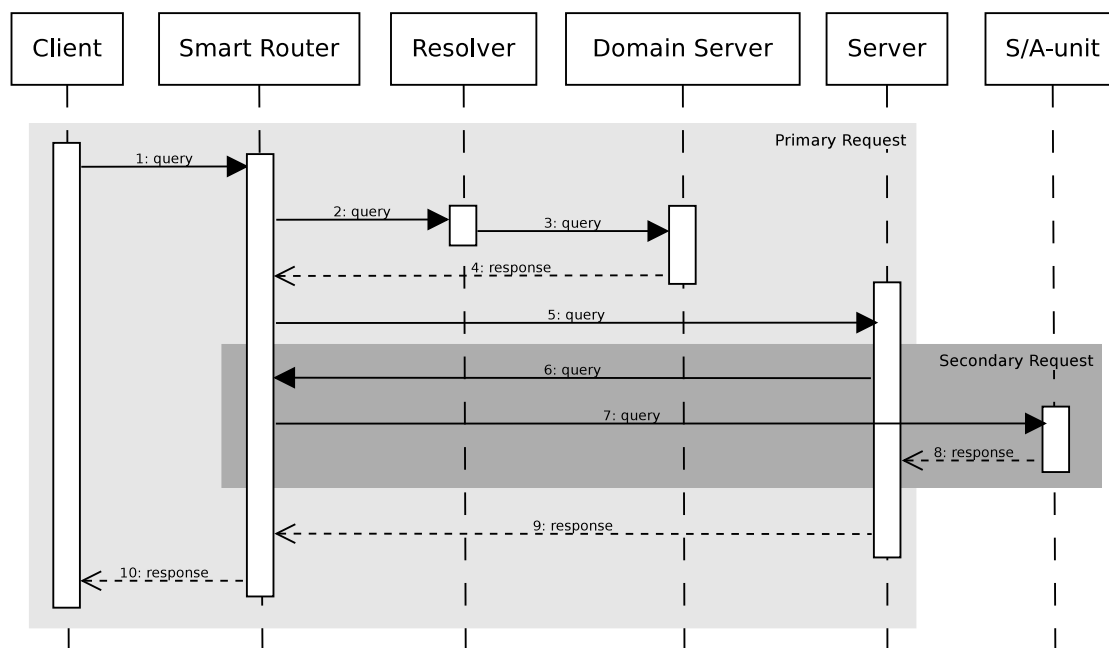 Client
Smart Router
Resolver
Domain Server
Server
S/A-unit
Primary Request
1: query
2: query
3: query
4: response
5: query
Secondary Request
6: query
7: query
8: response
9: response
10: response